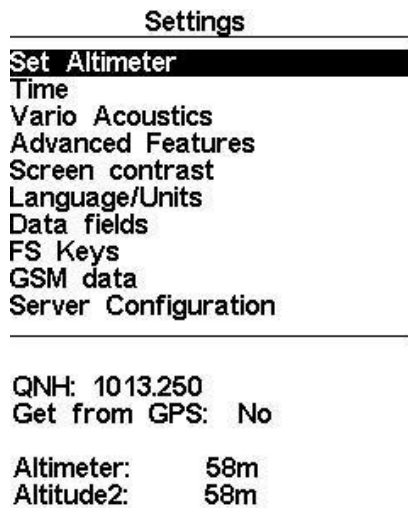 Settings
Set Altimeter
Time
Vario Acoustics
Advanced Features
Screen contrast
Language/Units
Data fields
FS Keys
GSM data
Server Configuration
QNH: 1013.250
Get from GPS: No
Altimeter: 58m
Altitude2: 58m